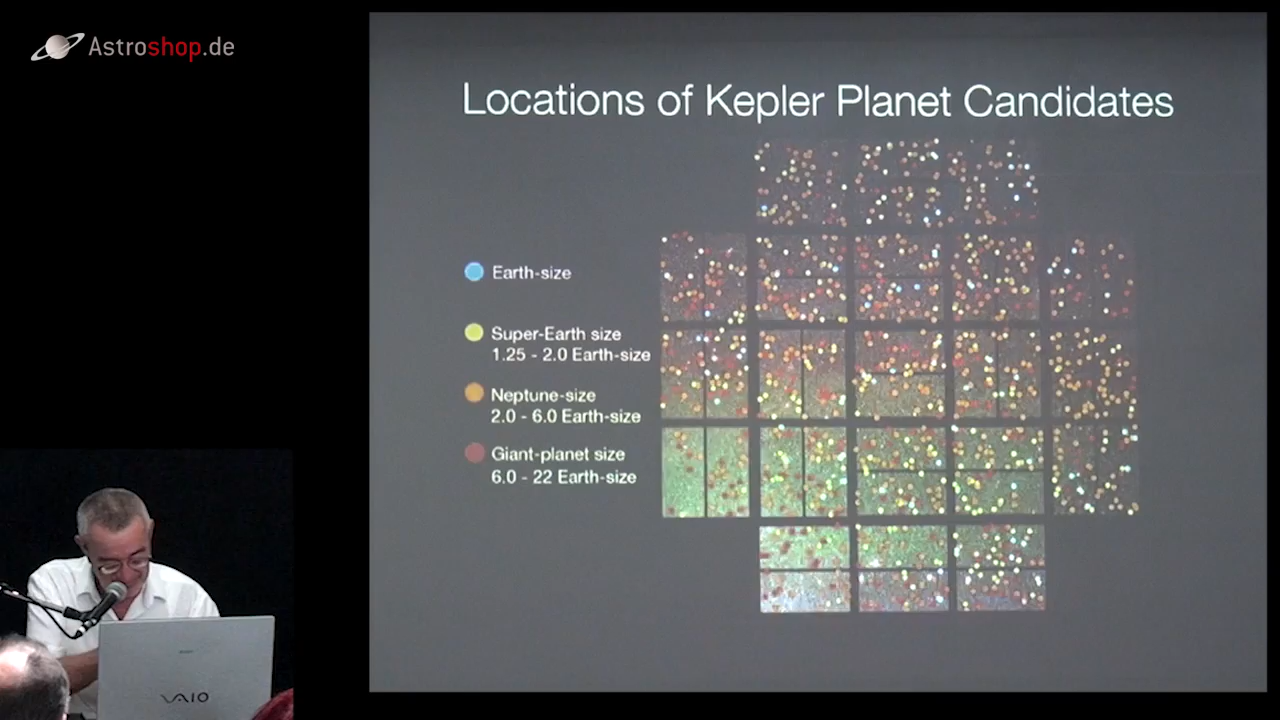 Astroshop.de
Locations of Kepler Planet Candidates
Earth-size
Super-Earth size
1.25 - 2.0 Earth-size
Neptune-size
2.0 - 6.0 Earth-size
Giant-planet size
6.0 - 22 Earth-size
VAIO